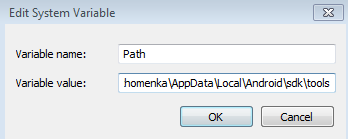 Edit System Variable
Variable name: Path
Variable value: homenka\AppData\Local\Android\sdk\tools
OK Cancel